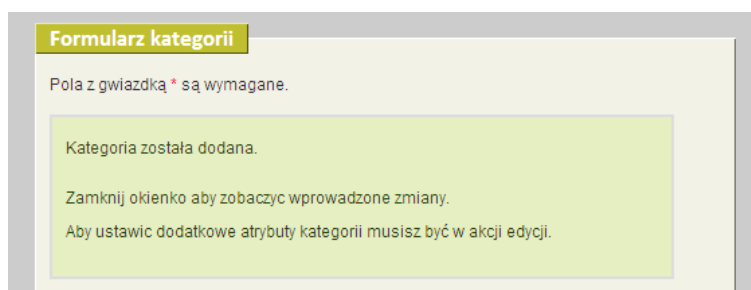 Formularz kategorii
Pola z gwiazdką * są wymagane.
Kategoria została dodana.
Zamknij okienko aby zobaczyc wprowadzone zmiany.
Aby ustawic dodatkowe atrybuty kategorii musisz być w akcji edycji.